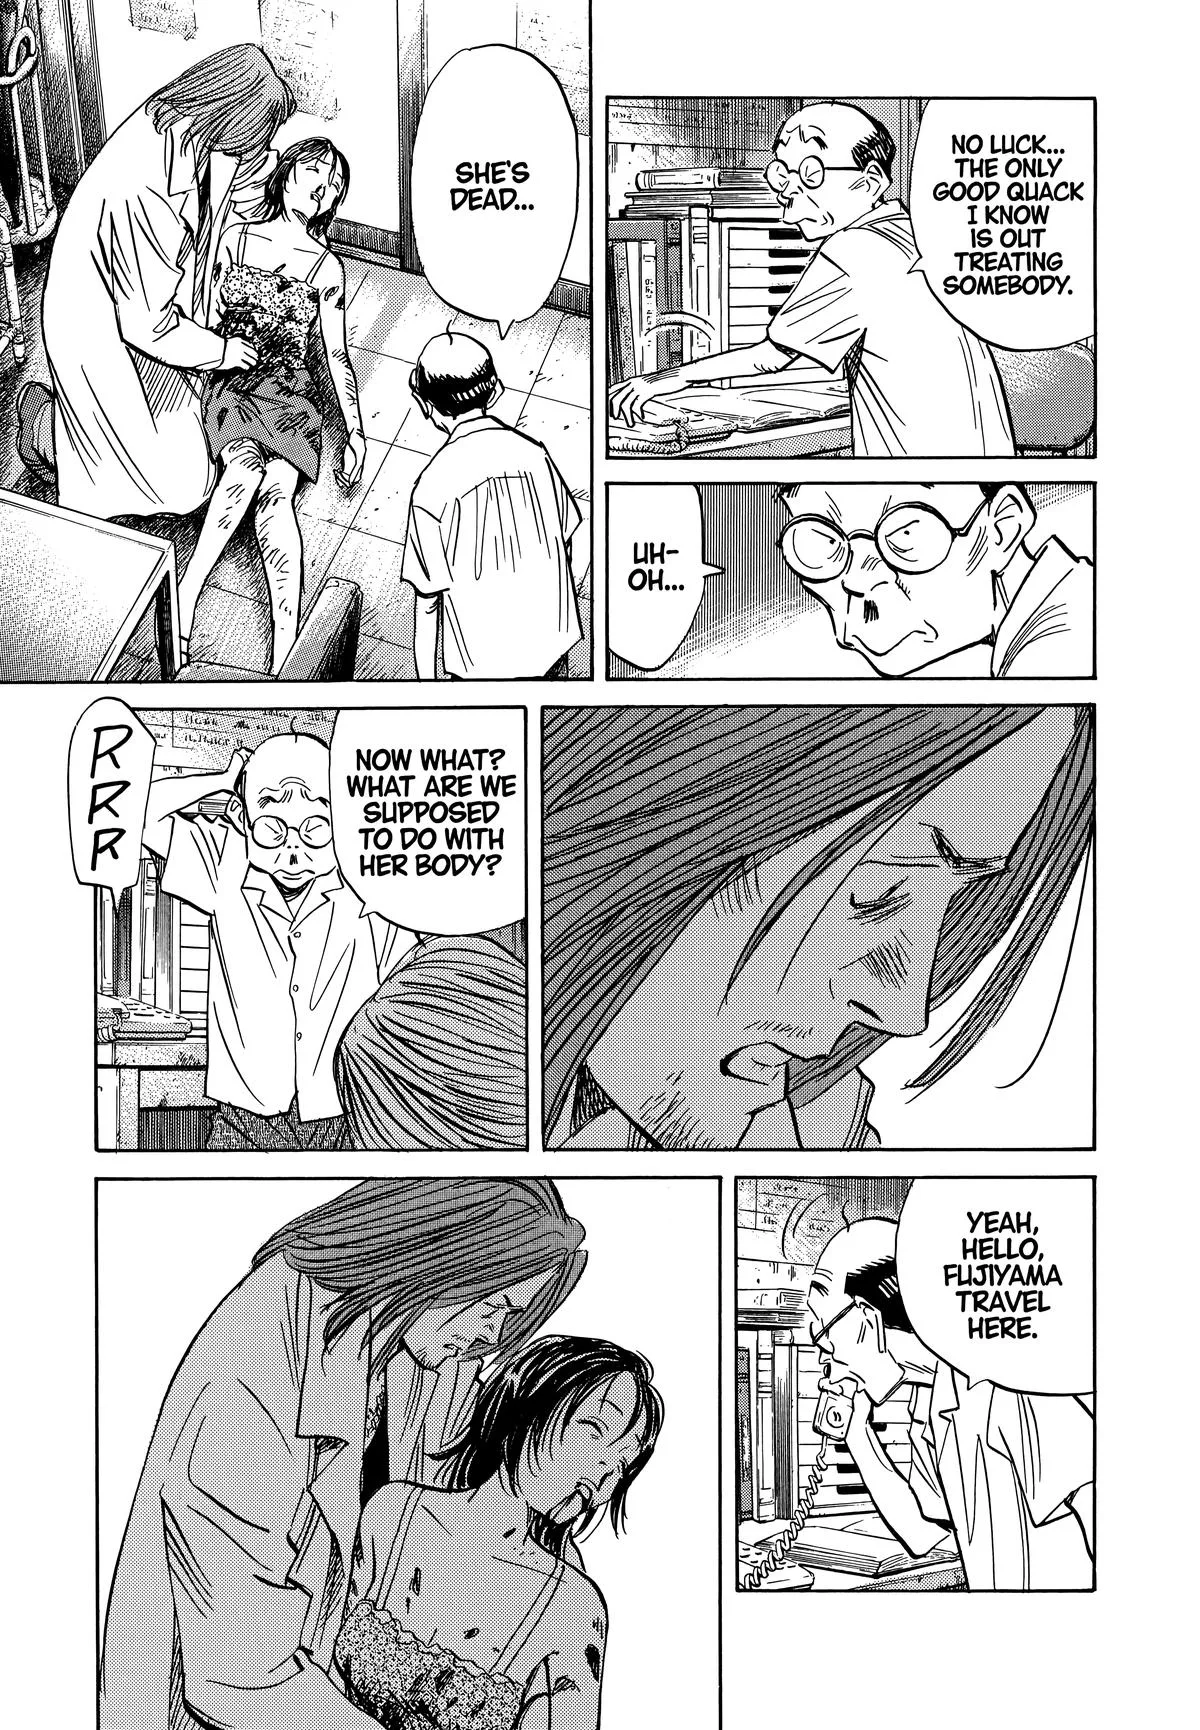 NO LUCK...
THE ONLY
GOOD QUACK
I KNOW
IS OUT
TREATING
SOMEBODY.
UH-
OH...
SHE'S
DEAD...
NOW WHAT?
WHAT ARE WE
SUPPOSED
TO DO WITH
HER BODY?
RRR
YEAH,
HELLO,
FUJIYAMA
TRAVEL
HERE.